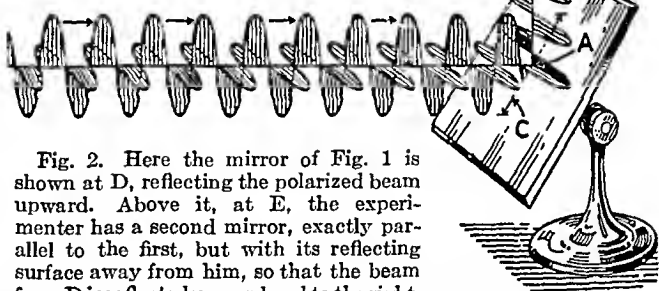 A
C
Fig. 2. Here the mirror of Fig. 1 is
shown at D, reflecting the polarized beam
upward. Above it, at E, the experi-
menter has a second mirror, exactly par-
allel to the first, but with its reflecting
surface away from him, so that the beam